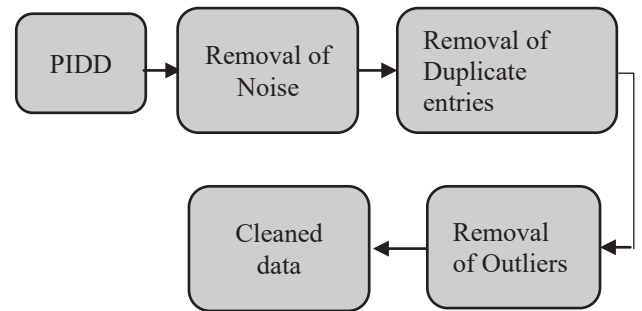 PIDD
Removal of
Noise
Removal of
Duplicate
entries
Removal
of Outliers
Cleaned
data